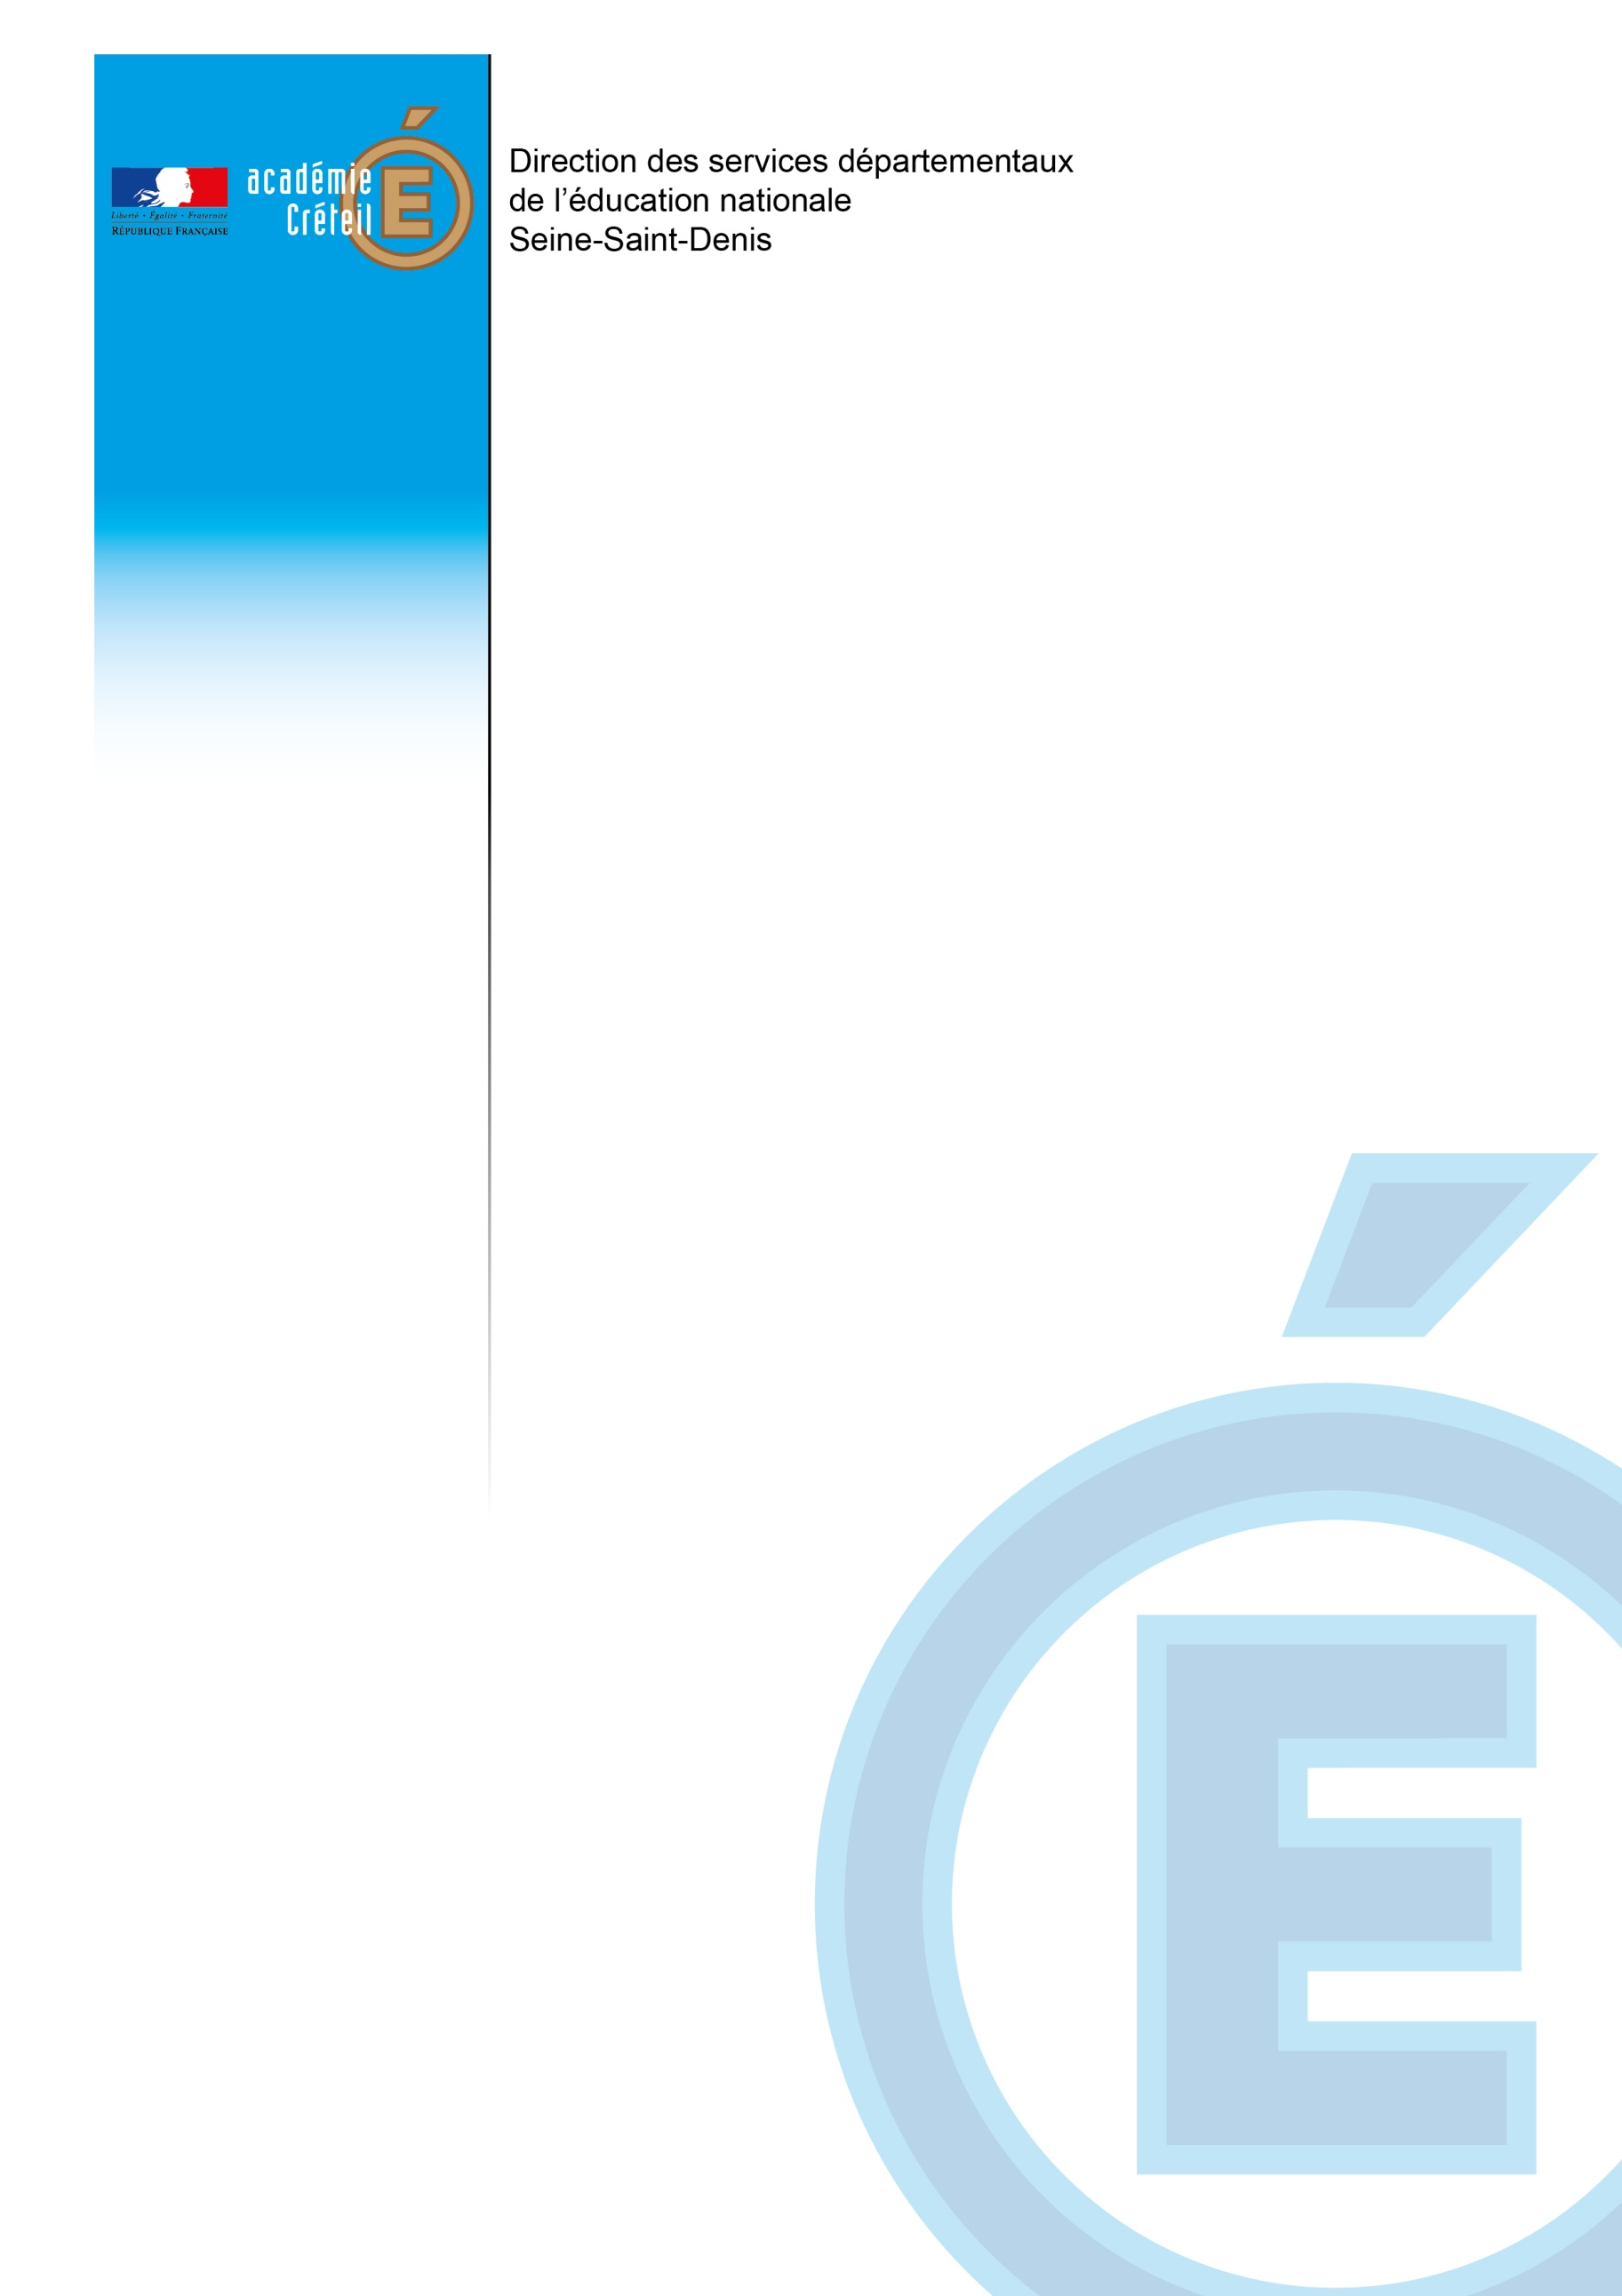 Liberté • Égalité • Fraternité
RÉPUBLIQUE FRANÇAISE
académie
Créteil
É
Direction des services départementaux
de l'éducation nationale
Seine-Saint-Denis
É